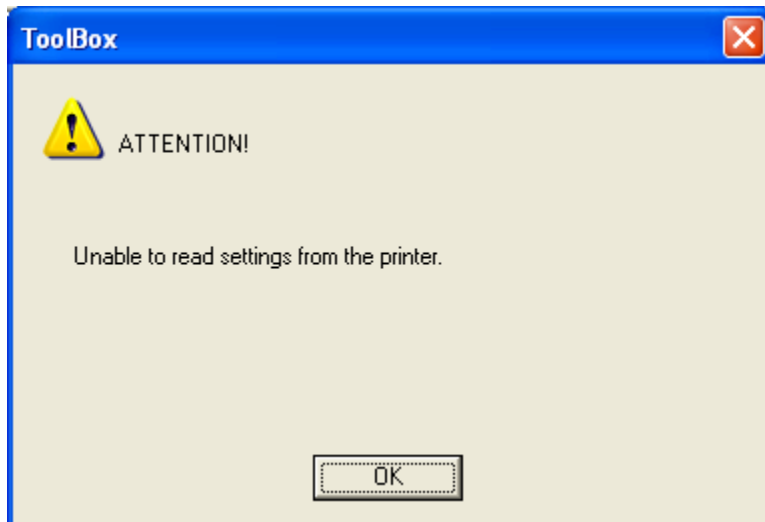 ToolBox
ATTENTION!
Unable to read settings from the printer.
OK